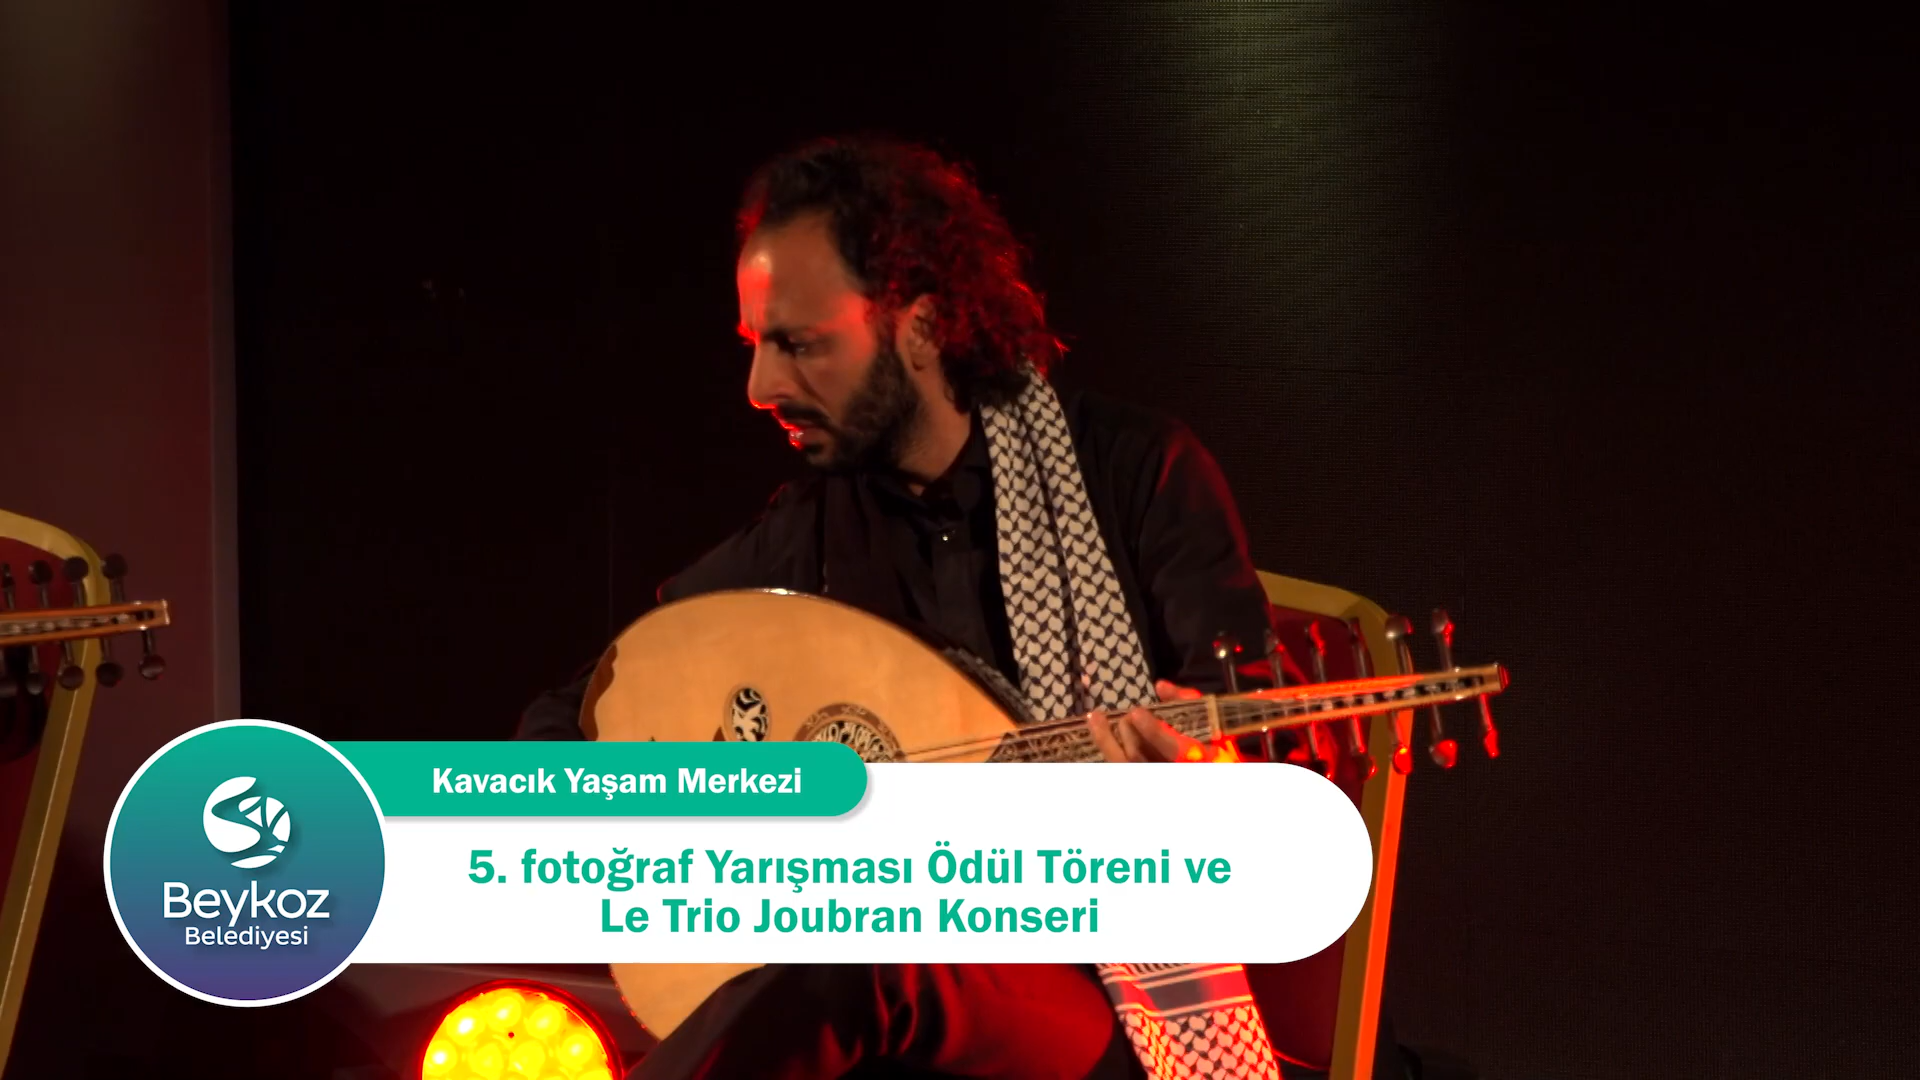 Kavacık Yaşam Merkezi
5. fotoğraf Yarışması Ödül Töreni ve
Le Trio Joubran Konseri
Beykoz
Belediyesi